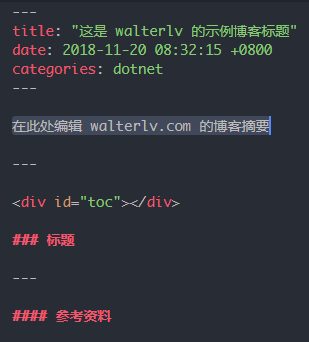 ---
title: "这是 walterlv 的示例博客标题"
date: 2018-11-20 08:32:15 +0800
categories: dotnet
---
在此处编辑 walterlv.com 的博客摘要
---
<div id="toc"></div>
### 标题
---
#### 参考资料